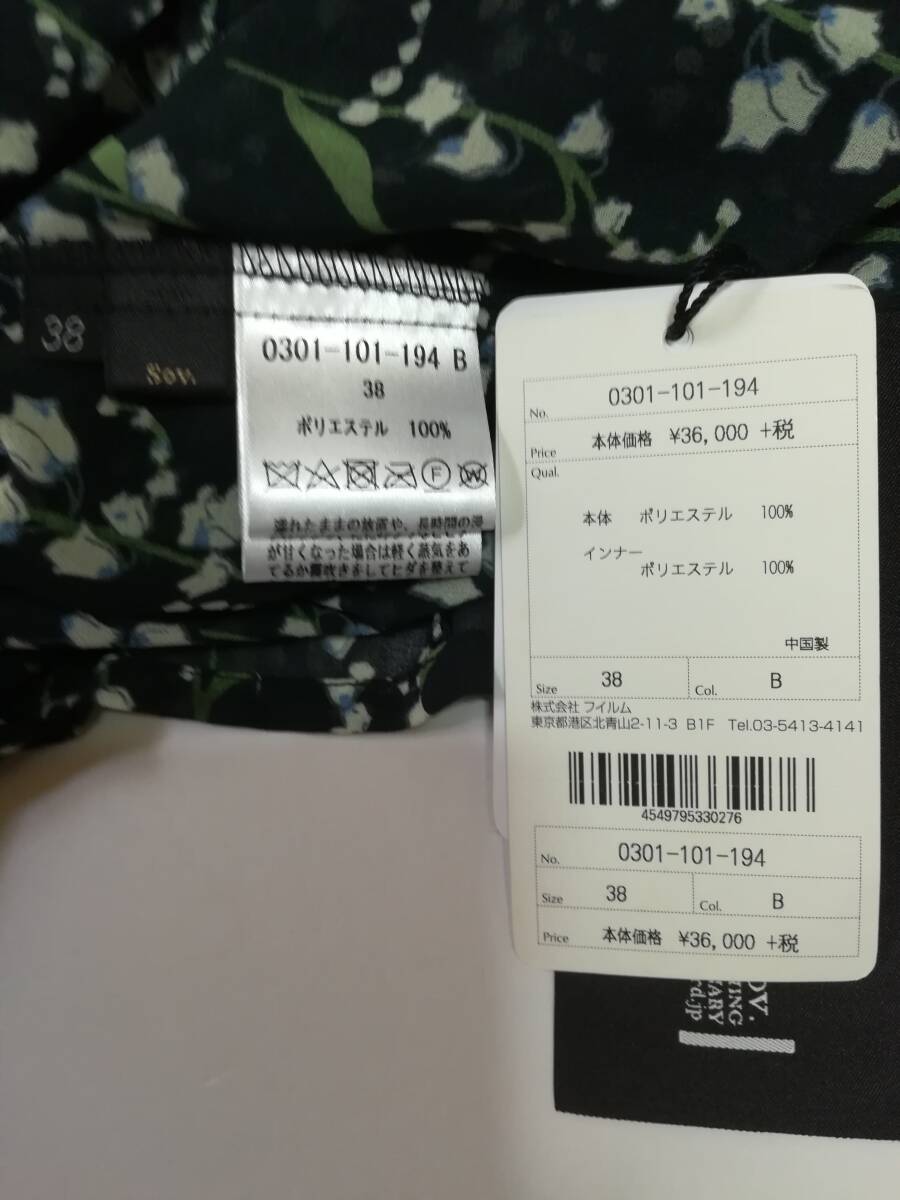 38
Sov.
0301-101-194 B
38
ポリエステル 100%
F
W
濡れたままの放置や、長時間の浸
が甘くなった場合は軽く蒸気をあ
てるか霧吹きをしてヒダを整えて
No. 0301-101-194
Price 本体価格 ¥36,000 +税
Qual.
本体 ポリエステル 100%
インナー
ポリエステル 100%
中国製
Size 38 Col. B
株式会社 フイルム
東京都港区北青山2-11-3 B1F Tel.03-5413-4141
4549795330276
No. 0301-101-194
Size 38 Col. B
Price 本体価格 ¥36,000 +税
OV.
rd.jp